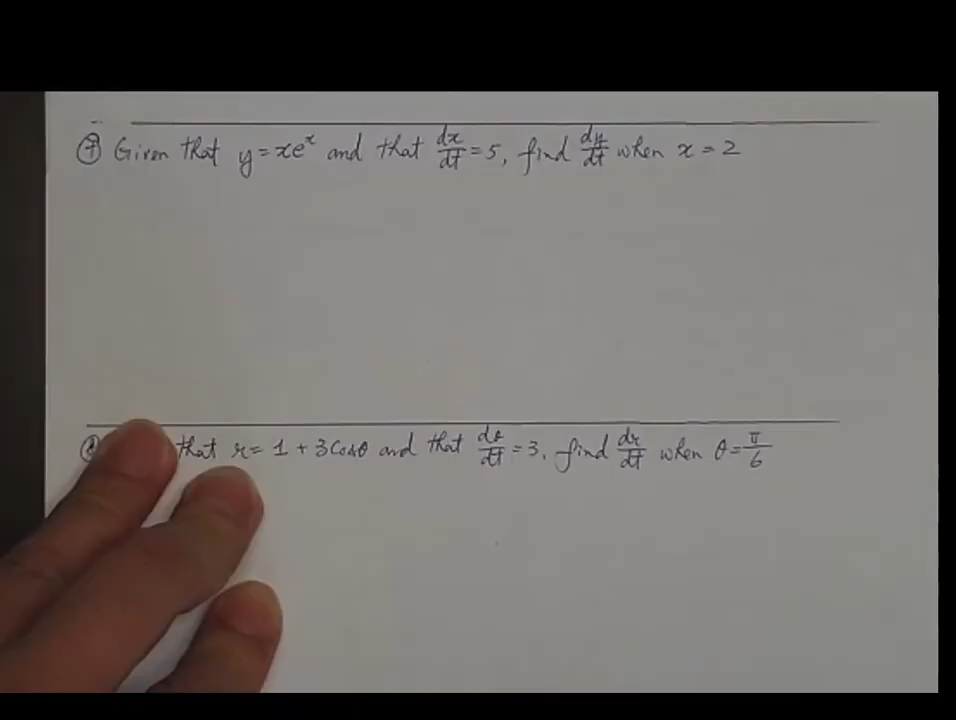 ⑦ Given that y = xeˣ and that dx/dt = 5, find dy/dt when x = 2
that r = 1 + 3cosθ and that dθ/dt = 3, find dr/dt when θ = π/6